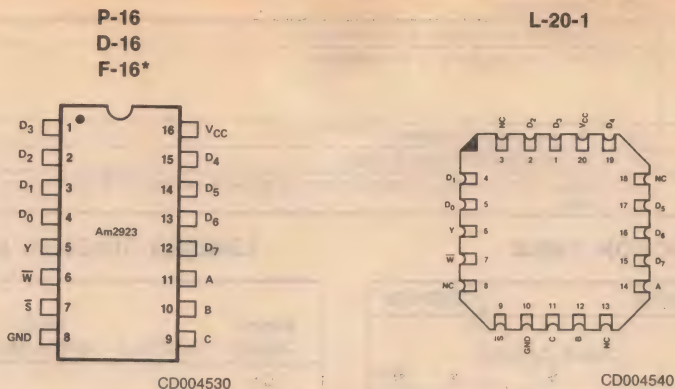 P-16
D-16
F-16*
D3 1 16 VCC
D2 2 15 D4
D1 3 14 D5
D0 4 13 D6
Am2923
Y 5 12 D7
W̅ 6 11 A
S̅ 7 10 B
GND 8 9 C
CD004530
L-20-1
NC D2 D3 VCC D4
3 2 1 20 19
D1 4 18 NC
D0 5 17 D5
Y 6 16 D6
W̅ 7 15 D7
NC 8 14 A
9 10 11 12 13
S̅ GND C B NC
CD004540